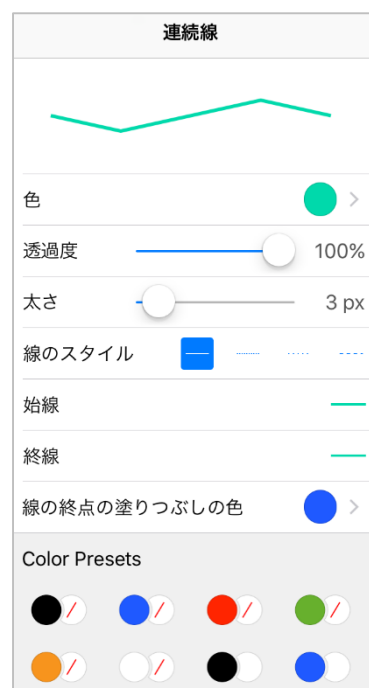 連続線
色
透過度 100%
太さ 3 px
線のスタイル
始線
終線
線の終点の塗りつぶしの色
Color Presets